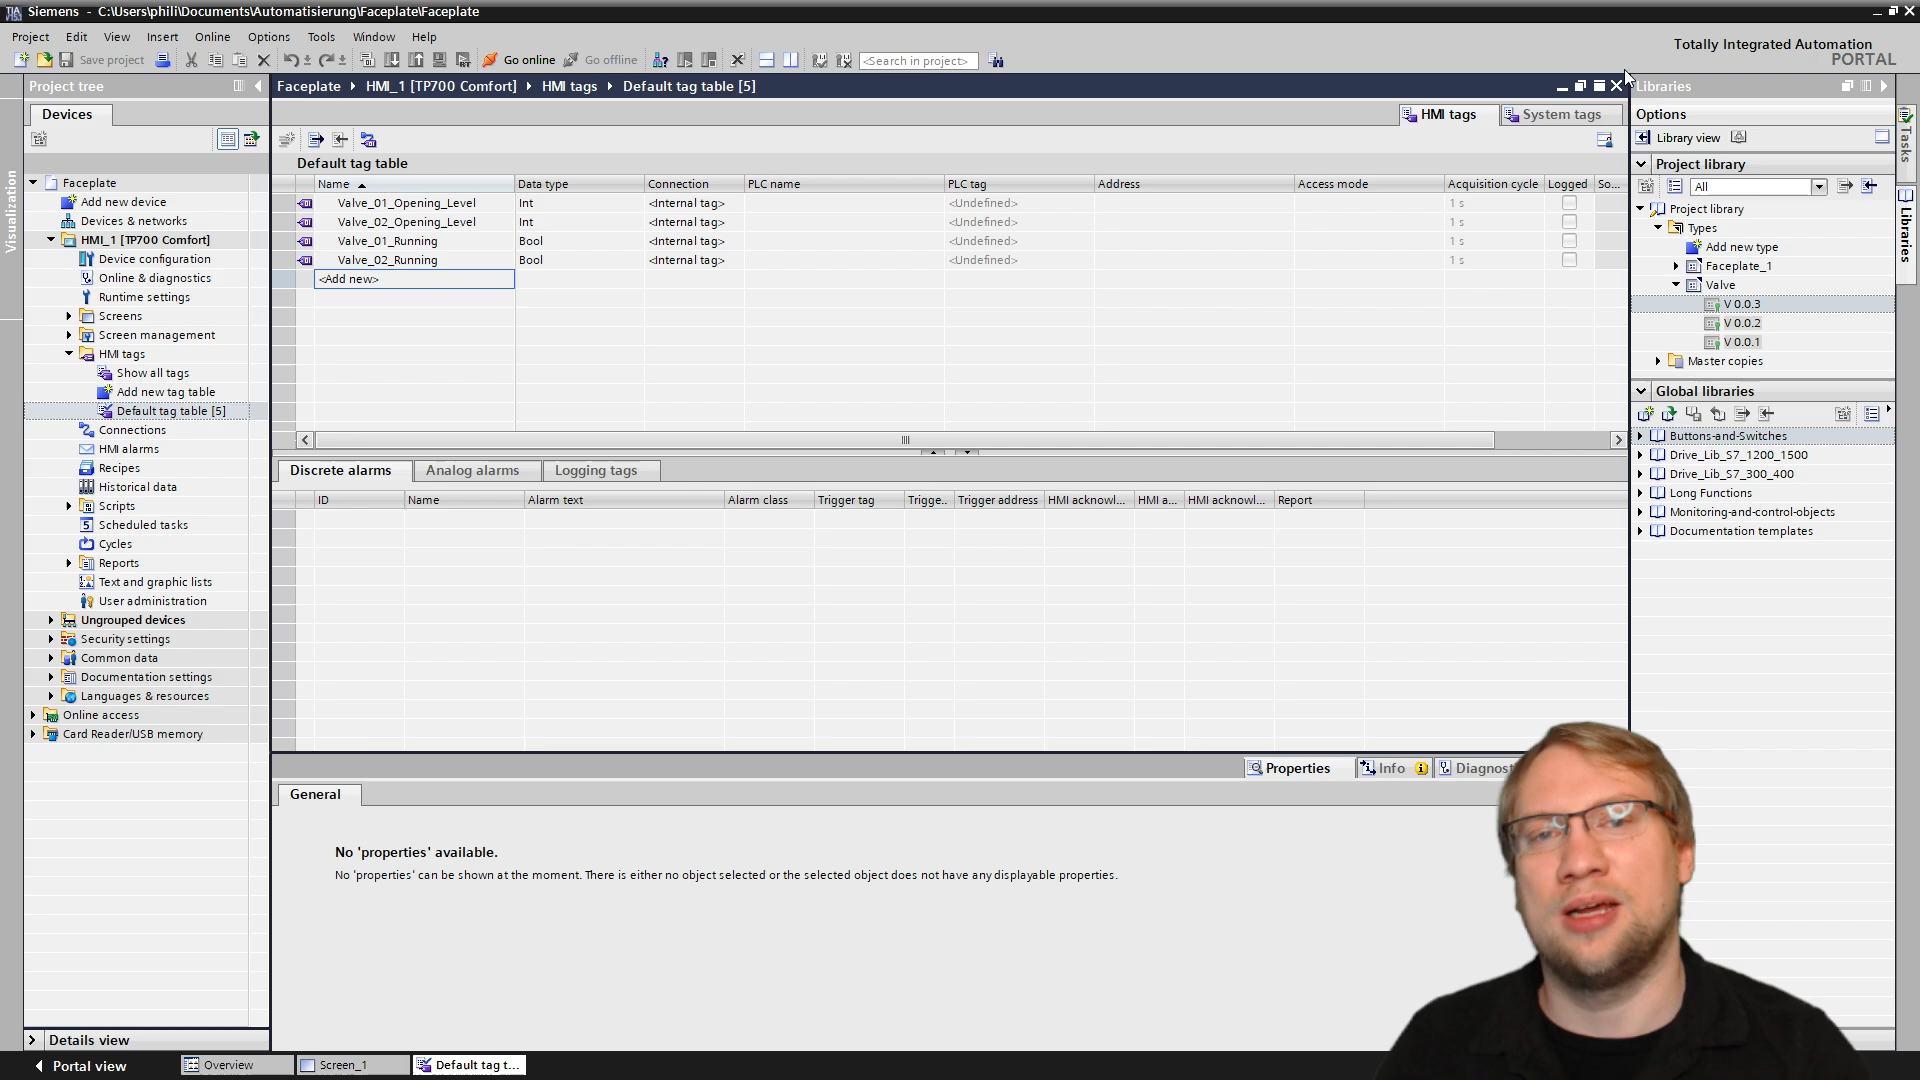 Siemens - C:\Users\phili\Documents\Automatisierung\Faceplate\Faceplate
Project Edit View Insert Online Options Tools Window Help
Totally Integrated Automation
PORTAL
Save project Go online Go offline <Search in project>
Project tree
Faceplate HMI_1 [TP700 Comfort] HMI tags Default tag table [5]
Libraries
Devices
HMI tags System tags
Options
Library view
Default tag table
Project library
Name Data type Connection PLC name PLC tag Address Access mode Acquisition cycle Logged So...
Valve_01_Opening_Level Int <Internal tag> <Undefined> 1 s
Valve_02_Opening_Level Int <Internal tag> <Undefined> 1 s
Valve_01_Running Bool <Internal tag> <Undefined> 1 s
Valve_02_Running Bool <Internal tag> <Undefined> 1 s
<Add new>
Visualization
Faceplate
Add new device
Devices & networks
HMI_1 [TP700 Comfort]
Device configuration
Online & diagnostics
Runtime settings
Screens
Screen management
HMI tags
Show all tags
Add new tag table
Default tag table [5]
Connections
HMI alarms
Recipes
Historical data
Scripts
Scheduled tasks
Cycles
Reports
Text and graphic lists
User administration
Ungrouped devices
Security settings
Common data
Documentation settings
Languages & resources
Online access
Card Reader/USB memory
All
Project library
Types
Add new type
Faceplate_1
Valve
V 0.0.3
V 0.0.2
V 0.0.1
Master copies
Global libraries
Buttons-and-Switches
Drive_Lib_S7_1200_1500
Drive_Lib_S7_300_400
Long Functions
Monitoring-and-control-objects
Documentation templates
Tasks
Libraries
Discrete alarms Analog alarms Logging tags
ID Name Alarm text Alarm class Trigger tag Trigge.. Trigger address HMI acknowl... HMI a... HMI acknowl... Report
Properties Info Diagnost
General
No 'properties' available.
No 'properties' can be shown at the moment. There is either no object selected or the selected object does not have any displayable properties.
Details view
Portal view Overview Screen_1 Default tag t...